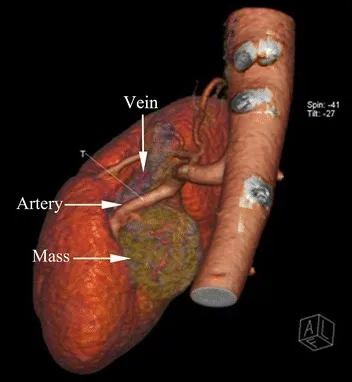 Vein
Spin: -41
Tilt: -27
T
Artery
Mass
A L
F